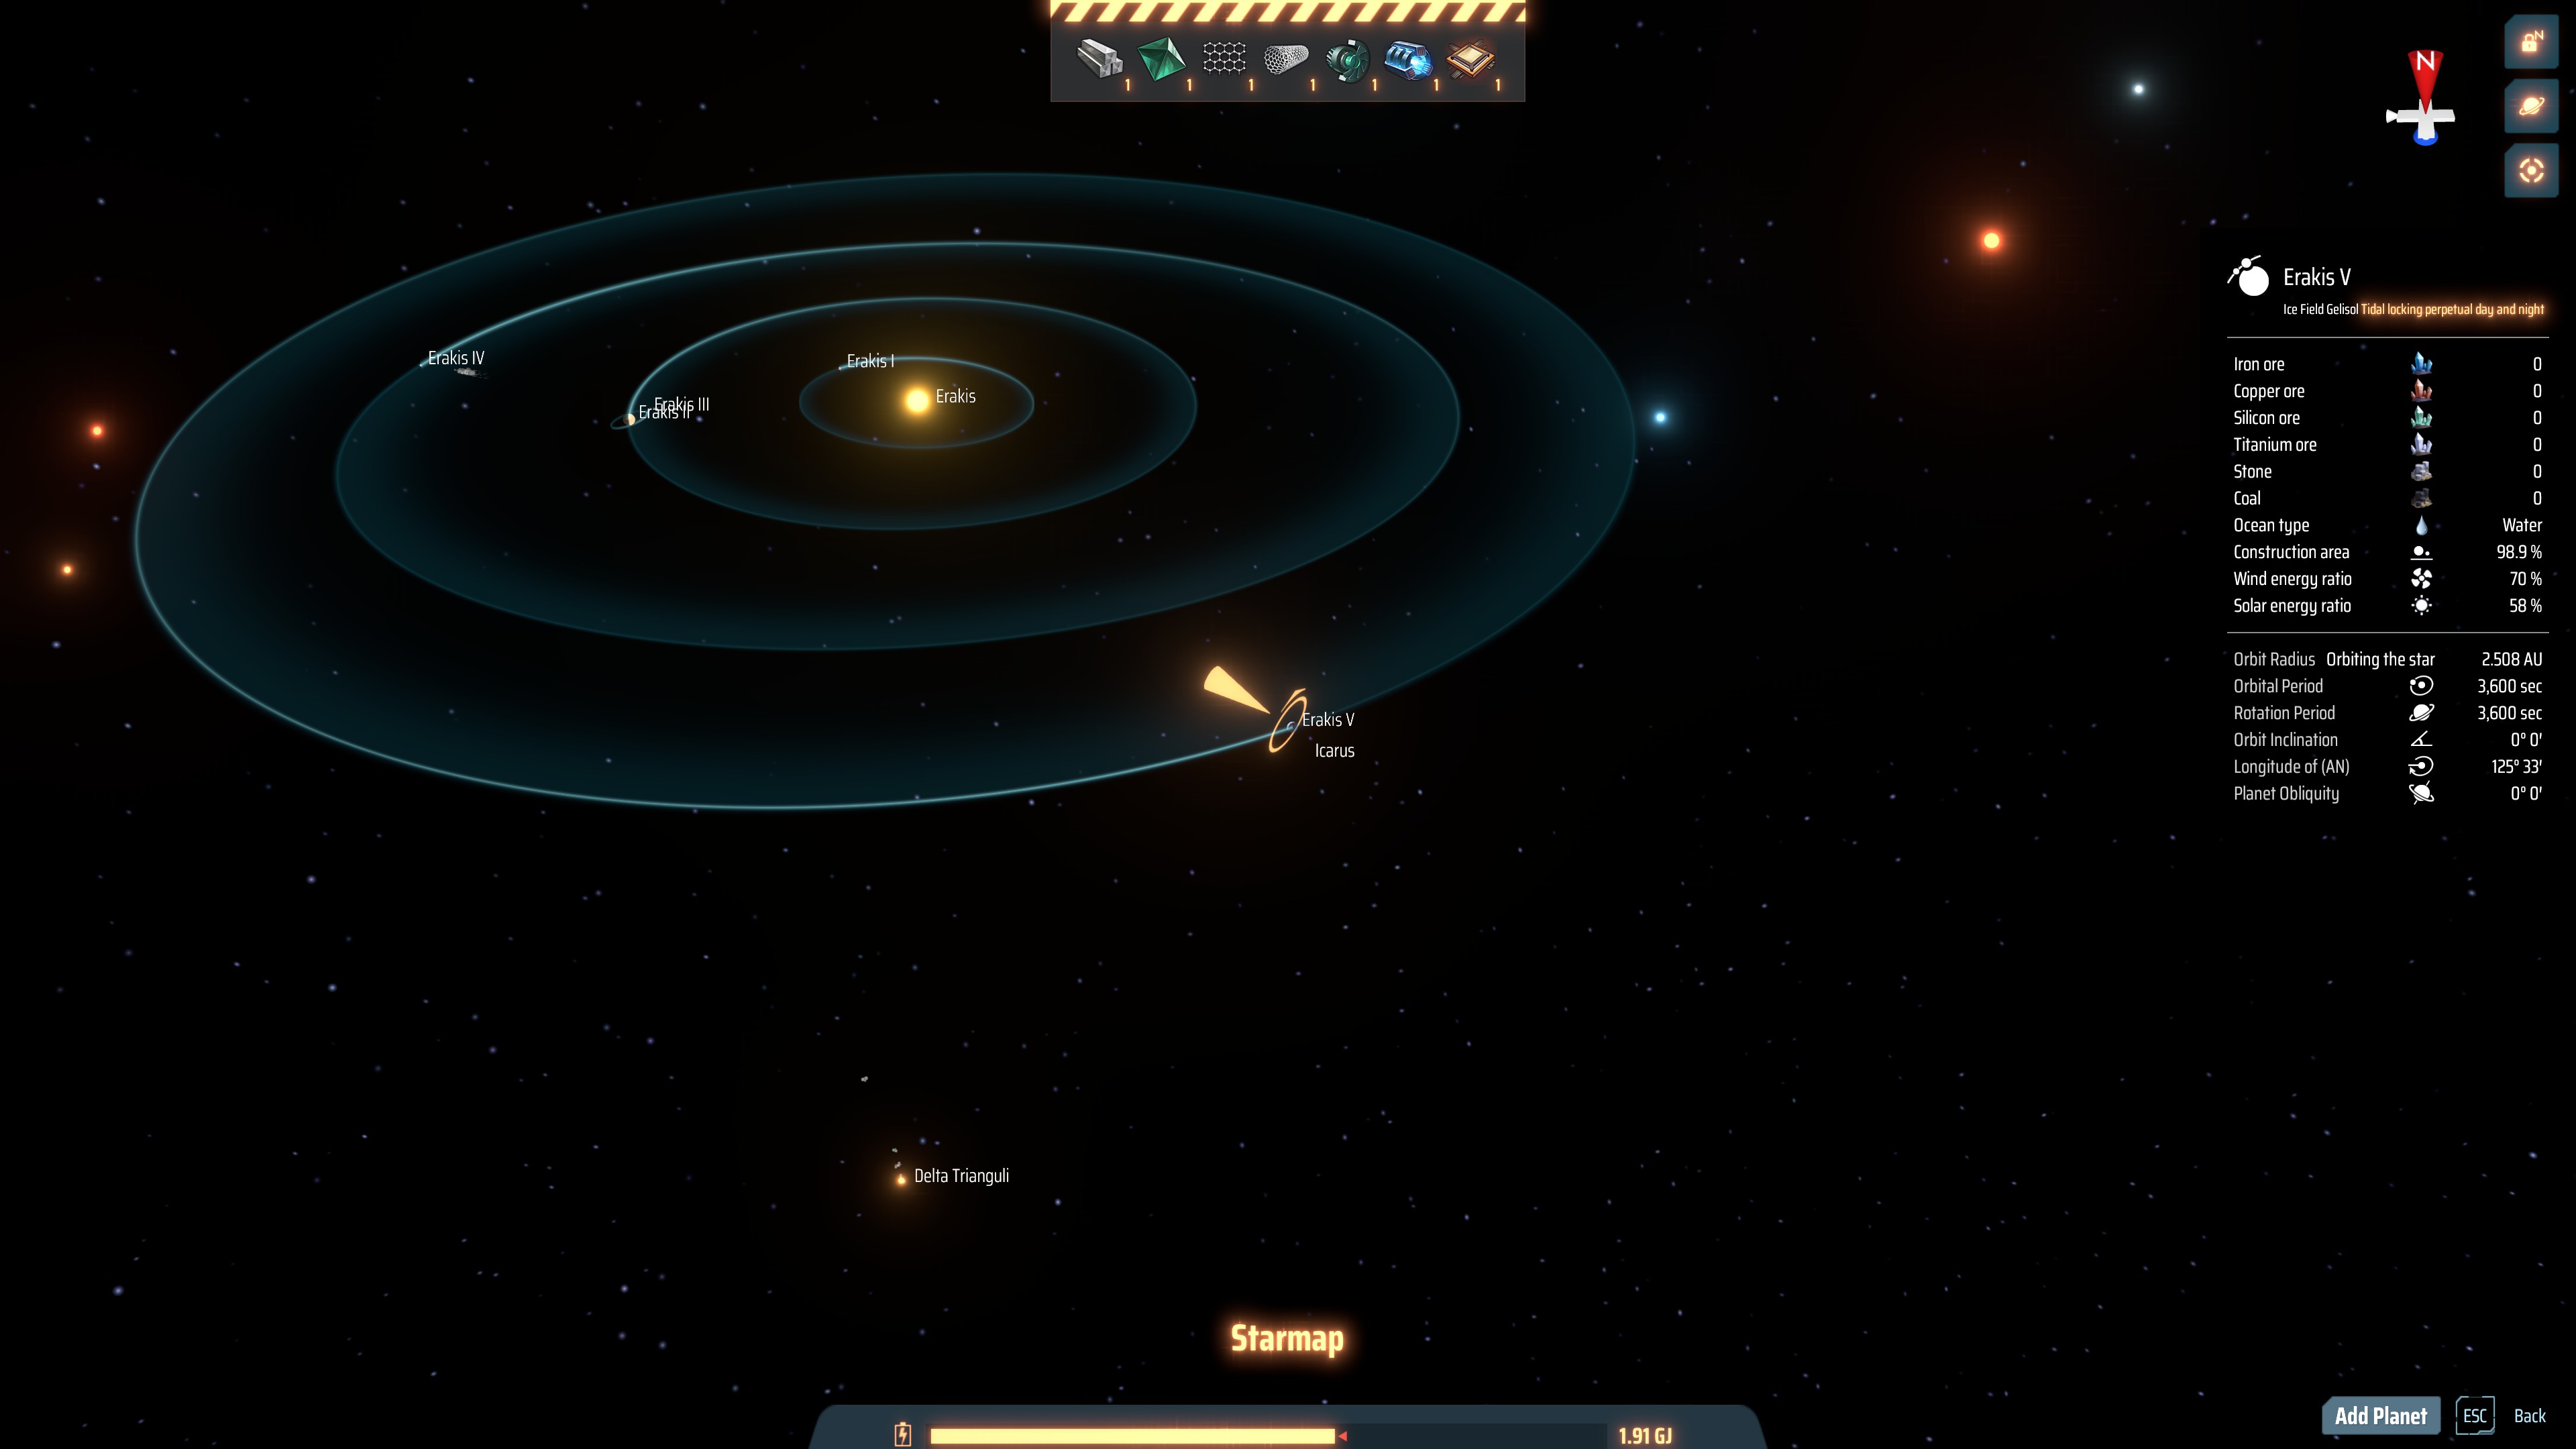 1 1 1 1 1 1 1
N
N
Erakis V
Ice Field Gelisol Tidal locking perpetual day and night
Iron ore 0
Copper ore 0
Silicon ore 0
Titanium ore 0
Stone 0
Coal 0
Ocean type Water
Construction area 98.9 %
Wind energy ratio 70 %
Solar energy ratio 58 %
Orbit Radius Orbiting the star 2.508 AU
Orbital Period 3,600 sec
Rotation Period 3,600 sec
Orbit Inclination 0° 0'
Longitude of (AN) 125° 33'
Planet Obliquity 0° 0'
Erakis IV
Erakis I
Erakis
Erakis III
Erakis II
Erakis V
Icarus
Delta Trianguli
Starmap
1.91 GJ
Add Planet ESC Back